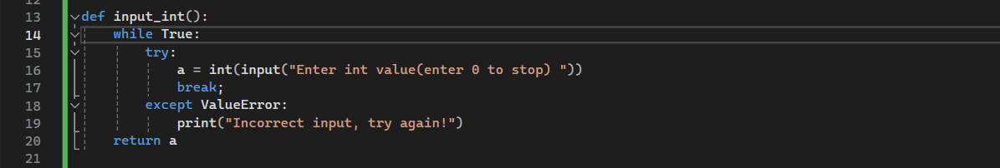 13 def input_int():
14 while True:
15 try:
16 a = int(input("Enter int value(enter 0 to stop) "))
17 break;
18 except ValueError:
19 print("Incorrect input, try again!")
20 return a
21